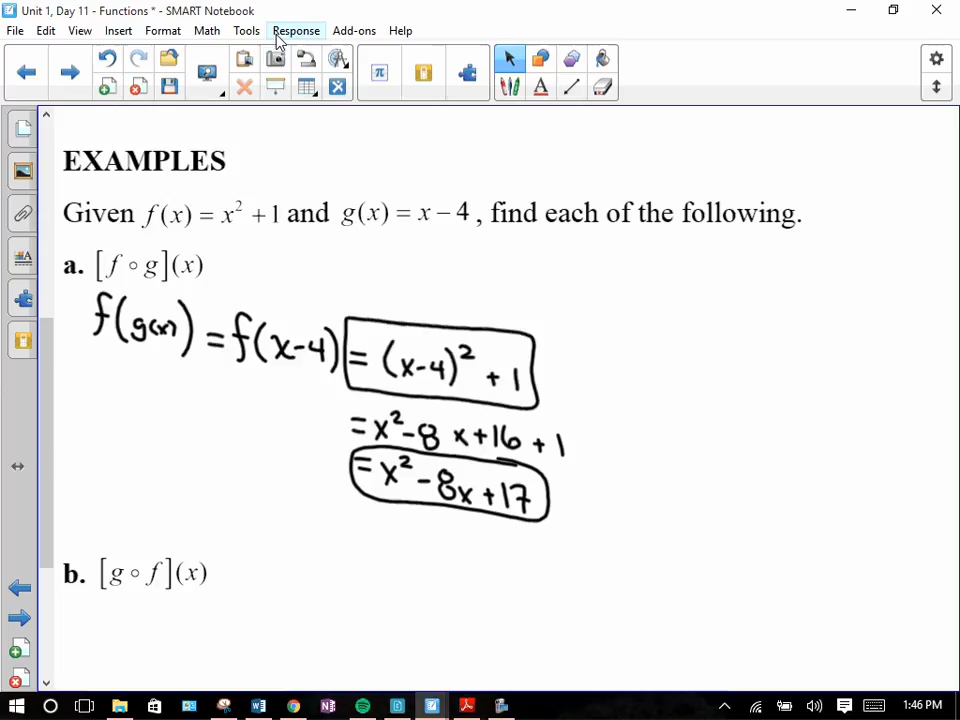 Unit 1, Day 11 - Functions * - SMART Notebook
File Edit View Insert Format Math Tools Response Add-ons Help
π
A
EXAMPLES
Given f(x) = x² + 1 and g(x) = x − 4 , find each of the following.
a. [f ∘ g](x)
f(g(x)) = f(x-4) = (x-4)² + 1
= x² - 8x + 16 + 1
= x² - 8x + 17
b. [g ∘ f](x)
1:46 PM